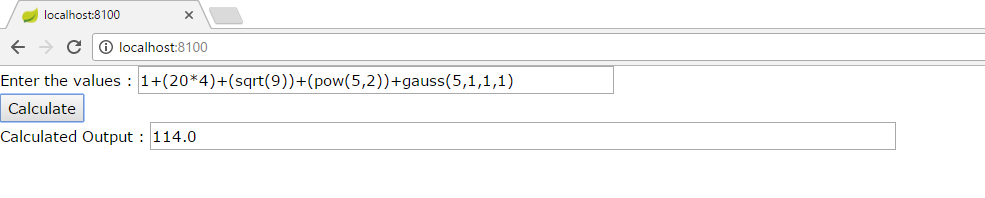 localhost:8100
localhost:8100
Enter the values : 1+(20*4)+(sqrt(9))+(pow(5,2))+gauss(5,1,1,1)
Calculate
Calculated Output : 114.0